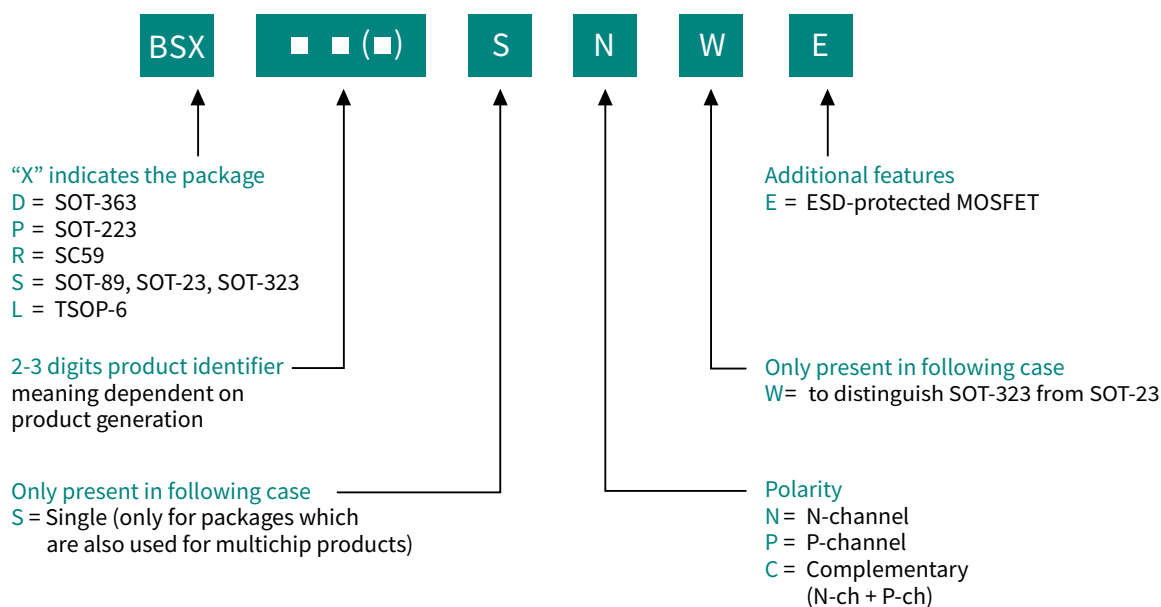 BSX ■ ■ (■) S N W E
“X” indicates the package
D = SOT-363
P = SOT-223
R = SC59
S = SOT-89, SOT-23, SOT-323
L = TSOP-6
2-3 digits product identifier
meaning dependent on
product generation
Only present in following case
S = Single (only for packages which
are also used for multichip products)
Additional features
E = ESD-protected MOSFET
Only present in following case
W= to distinguish SOT-323 from SOT-23
Polarity
N = N-channel
P = P-channel
C = Complementary
(N-ch + P-ch)